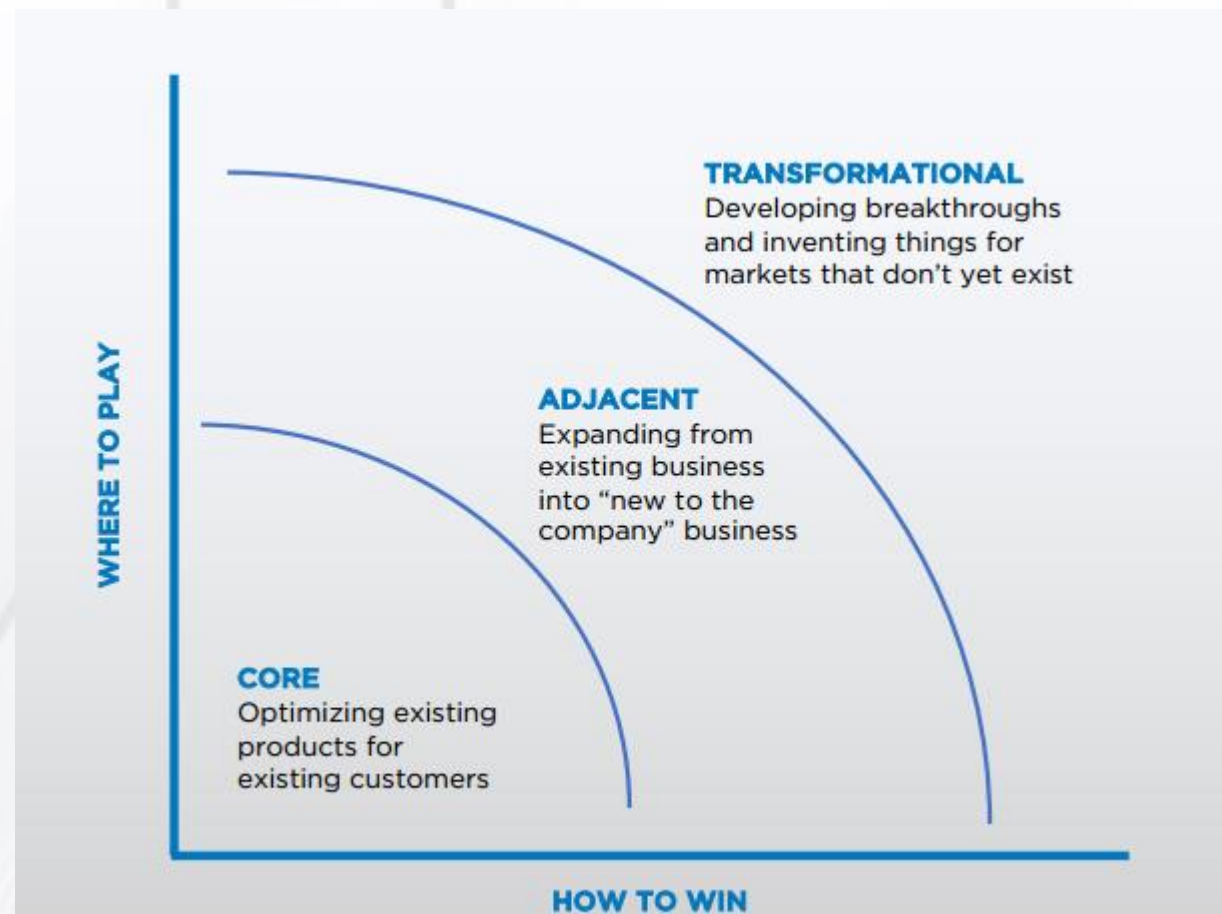 TRANSFORMATIONAL
Developing breakthroughs
and inventing things for
markets that don't yet exist
WHERE TO PLAY
ADJACENT
Expanding from
existing business
into “new to the
company” business
CORE
Optimizing existing
products for
existing customers
HOW TO WIN